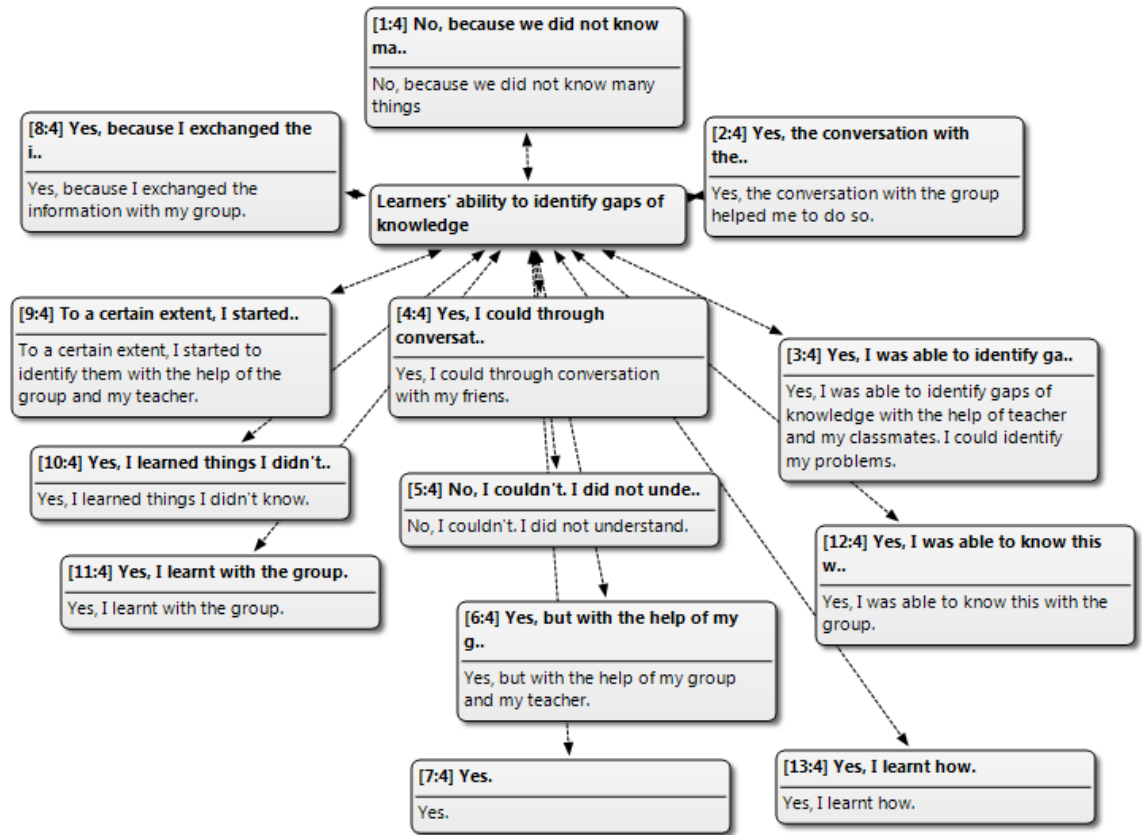 [1:4] No, because we did not know
ma..
No, because we did not know many
things
[8:4] Yes, because I exchanged the
i..
Yes, because I exchanged the
information with my group.
[2:4] Yes, the conversation with
the..
Yes, the conversation with the group
helped me to do so.
Learners' ability to identify gaps of
knowledge
[9:4] To a certain extent, I started..
To a certain extent, I started to
identify them with the help of the
group and my teacher.
[4:4] Yes, I could through
conversat..
Yes, I could through conversation
with my friens.
[3:4] Yes, I was able to identify ga..
Yes, I was able to identify gaps of
knowledge with the help of teacher
and my classmates. I could identify
my problems.
[10:4] Yes, I learned things I didn't..
Yes, I learned things I didn't know.
[5:4] No, I couldn't. I did not unde..
No, I couldn't. I did not understand.
[12:4] Yes, I was able to know this
w..
Yes, I was able to know this with the
group.
[11:4] Yes, I learnt with the group.
Yes, I learnt with the group.
[6:4] Yes, but with the help of my
g..
Yes, but with the help of my group
and my teacher.
[7:4] Yes.
Yes.
[13:4] Yes, I learnt how.
Yes, I learnt how.